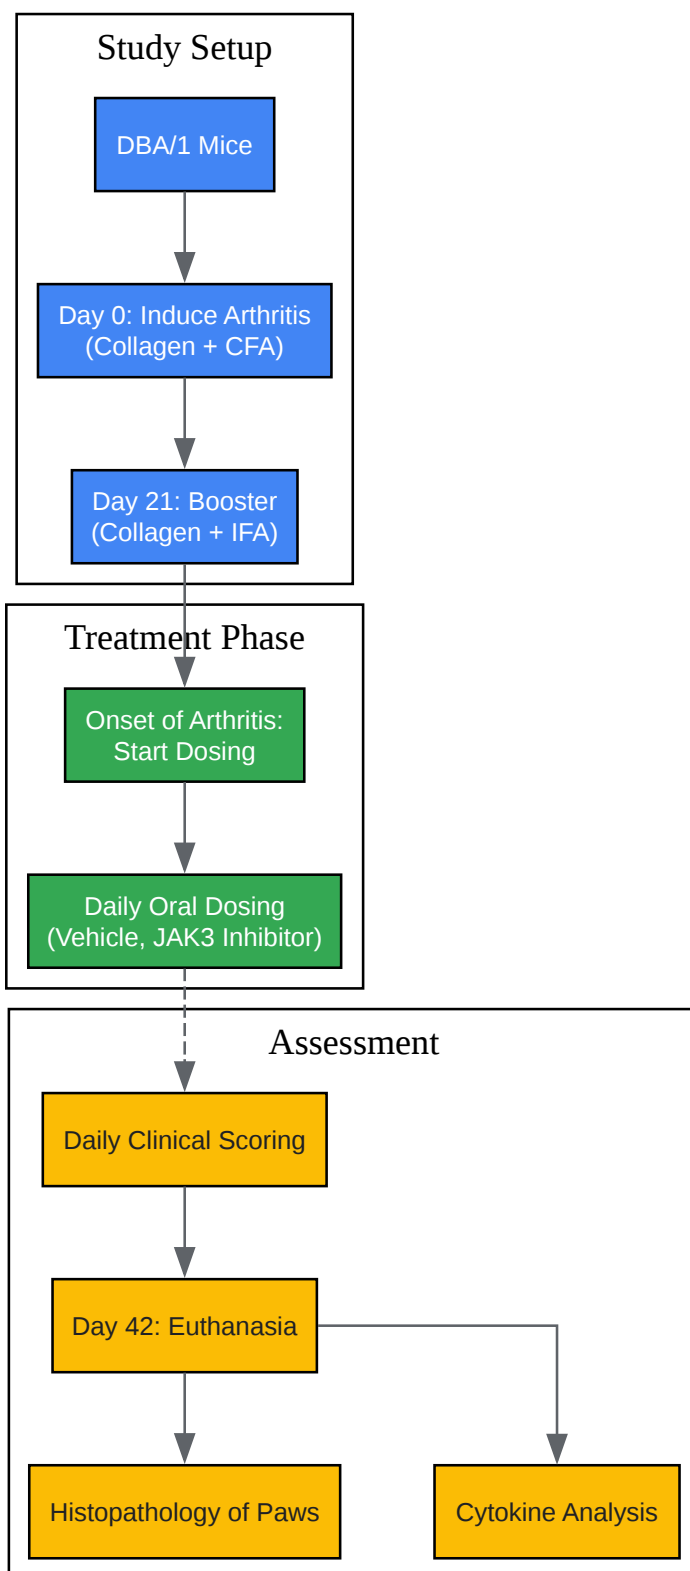 Study Setup
DBA/1 Mice
Day 0: Induce Arthritis
(Collagen + CFA)
Day 21: Booster
(Collagen + IFA)
Treatment Phase
Onset of Arthritis:
Start Dosing
Daily Oral Dosing
(Vehicle, JAK3 Inhibitor)
Assessment
Daily Clinical Scoring
Day 42: Euthanasia
Histopathology of Paws
Cytokine Analysis